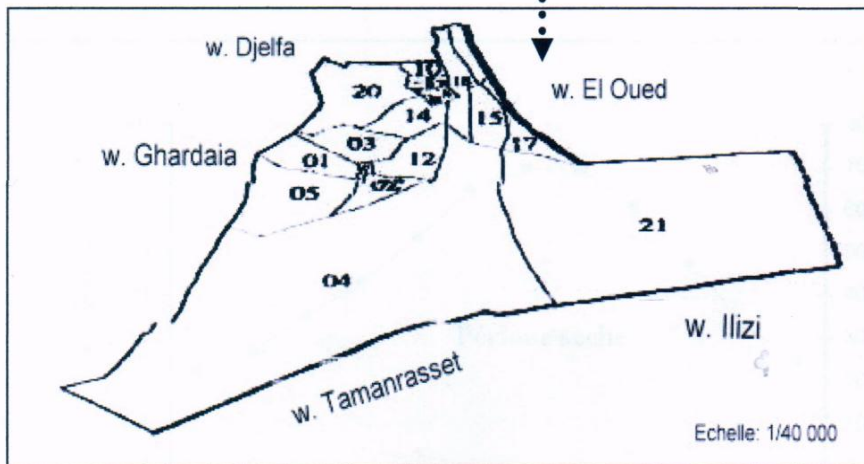 w. Djelfa
10
20
w. El Oued
14
15
03
17
w. Ghardaia
01
12
05
21
04
w. Ilizi
w. Tamanrasset
Echelle: 1/40 000